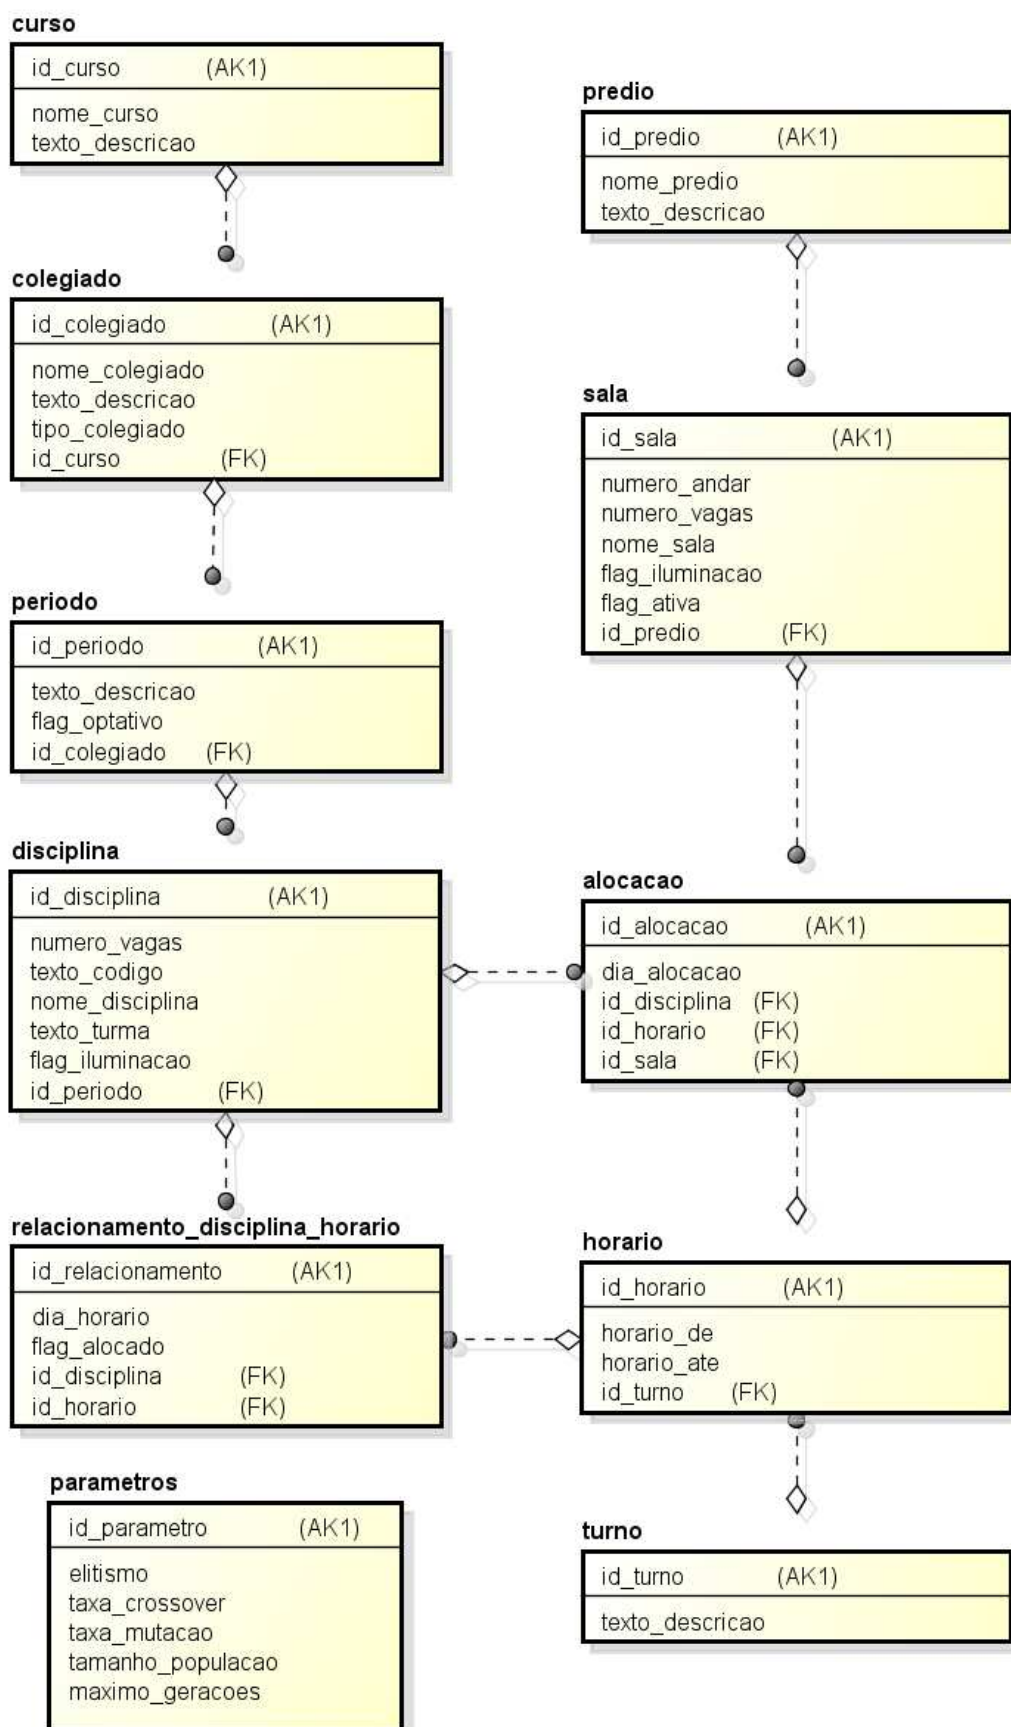 curso
id_curso (AK1)
nome_curso
texto_descricao
colegiado
id_colegiado (AK1)
nome_colegiado
texto_descricao
tipo_colegiado
id_curso (FK)
periodo
id_periodo (AK1)
texto_descricao
flag_optativo
id_colegiado (FK)
disciplina
id_disciplina (AK1)
numero_vagas
texto_codigo
nome_disciplina
texto_turma
flag_iluminacao
id_periodo (FK)
relacionamento_disciplina_horario
id_relacionamento (AK1)
dia_horario
flag_alocado
id_disciplina (FK)
id_horario (FK)
parametros
id_parametro (AK1)
elitismo
taxa_crossover
taxa_mutacao
tamanho_populacao
maximo_geracoes
predio
id_predio (AK1)
nome_predio
texto_descricao
sala
id_sala (AK1)
numero_andar
numero_vagas
nome_sala
flag_iluminacao
flag_ativa
id_predio (FK)
alocacao
id_alocacao (AK1)
dia_alocacao
id_disciplina (FK)
id_horario (FK)
id_sala (FK)
horario
id_horario (AK1)
horario_de
horario_ate
id_turno (FK)
turno
id_turno (AK1)
texto_descricao